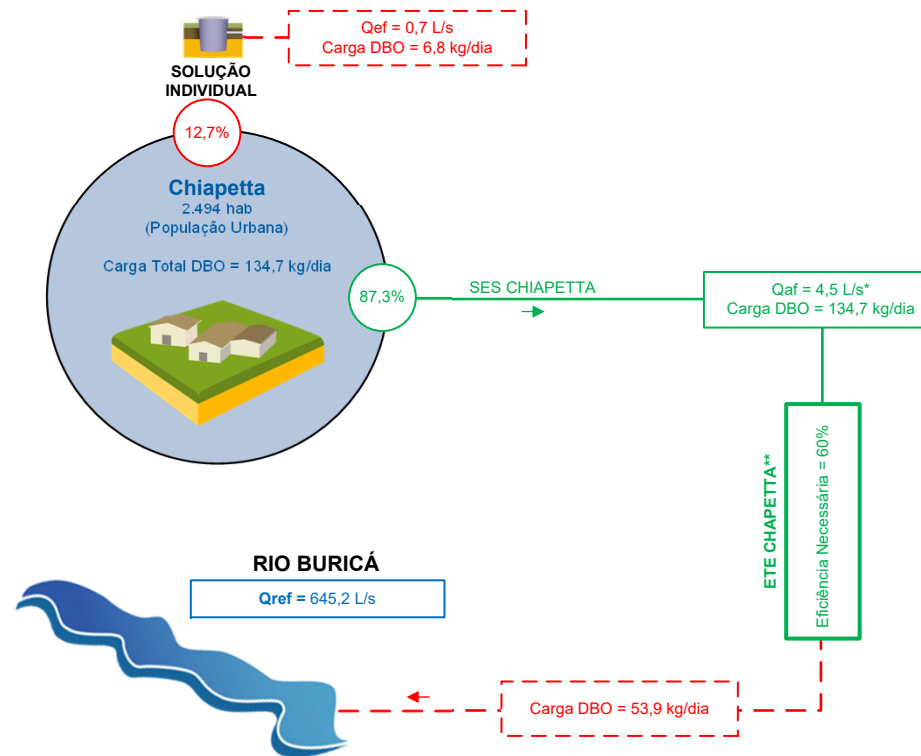 Qef = 0,7 L/s
Carga DBO = 6,8 kg/dia
SOLUÇÃO
INDIVIDUAL
12,7%
Chiapetta
2.494 hab
(População Urbana)
Carga Total DBO = 134,7 kg/dia
87,3%
SES CHIAPETTA
Qaf = 4,5 L/s*
Carga DBO = 134,7 kg/dia
ETE CHAPETTA**
Eficiência Necessária = 60%
RIO BURICÁ
Qref = 645,2 L/s
Carga DBO = 53,9 kg/dia